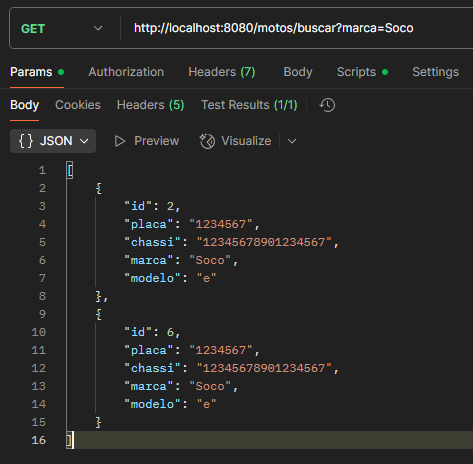 GET http://localhost:8080/motos/buscar?marca=Soco
Params Authorization Headers (7) Body Scripts Settings
Body Cookies Headers (5) Test Results (1/1)
{} JSON Preview Visualize
1 [
2 {
3 "id": 2,
4 "placa": "1234567",
5 "chassi": "12345678901234567",
6 "marca": "Soco",
7 "modelo": "e"
8 },
9 {
10 "id": 6,
11 "placa": "1234567",
12 "chassi": "12345678901234567",
13 "marca": "Soco",
14 "modelo": "e"
15 }
16 ]